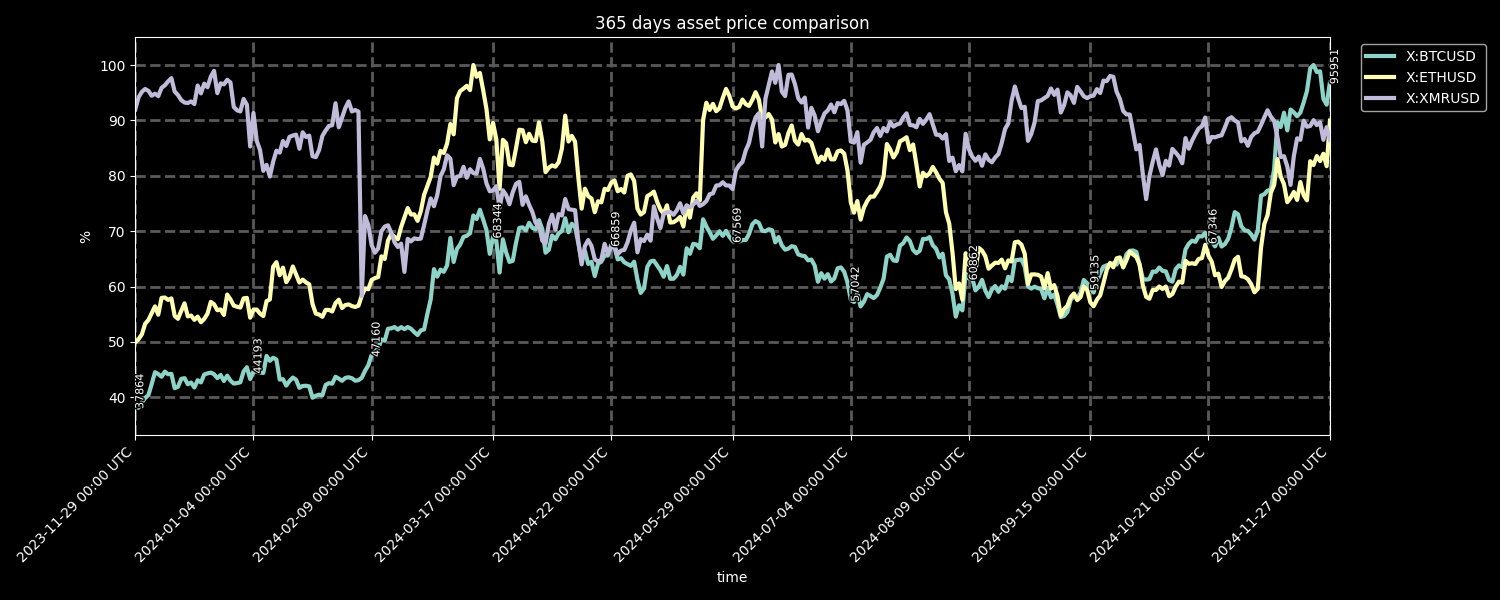 365 days asset price comparison
X:BTCUSD
X:ETHUSD
X:XMRUSD
%
100
90
80
70
60
50
40
37864
44193
47160
68344
66859
67569
57042
60862
59135
67346
95951
2023-11-29 00:00 UTC
2024-01-04 00:00 UTC
2024-02-09 00:00 UTC
2024-03-17 00:00 UTC
2024-04-22 00:00 UTC
2024-05-29 00:00 UTC
2024-07-04 00:00 UTC
2024-08-09 00:00 UTC
2024-09-15 00:00 UTC
2024-10-21 00:00 UTC
2024-11-27 00:00 UTC
time